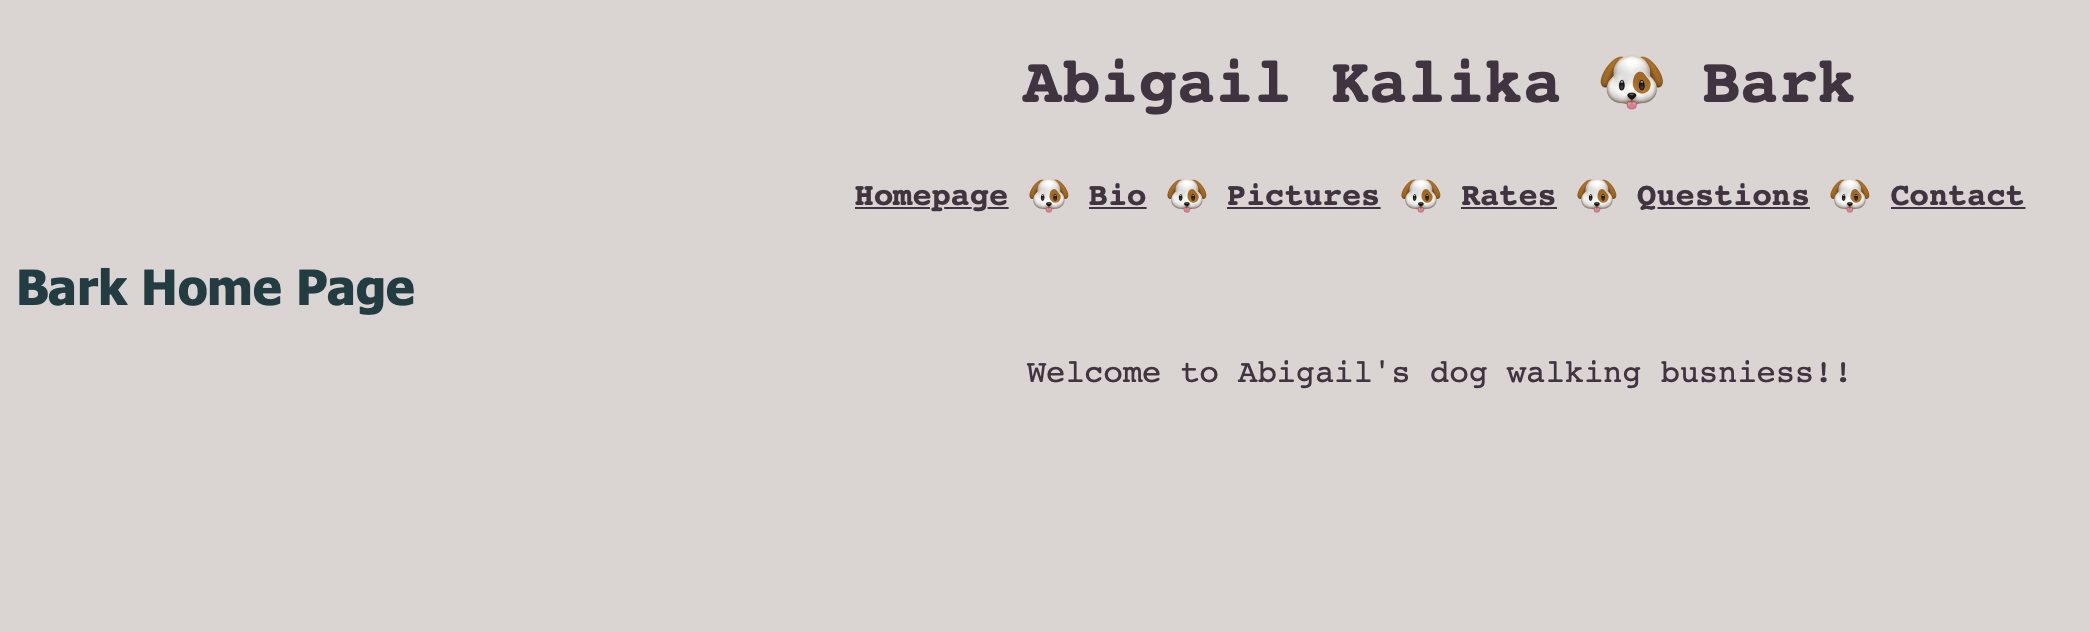 Abigail Kalika 🐶 Bark
Homepage 🐶 Bio 🐶 Pictures 🐶 Rates 🐶 Questions 🐶 Contact
Bark Home Page
Welcome to Abigail's dog walking busniess!!